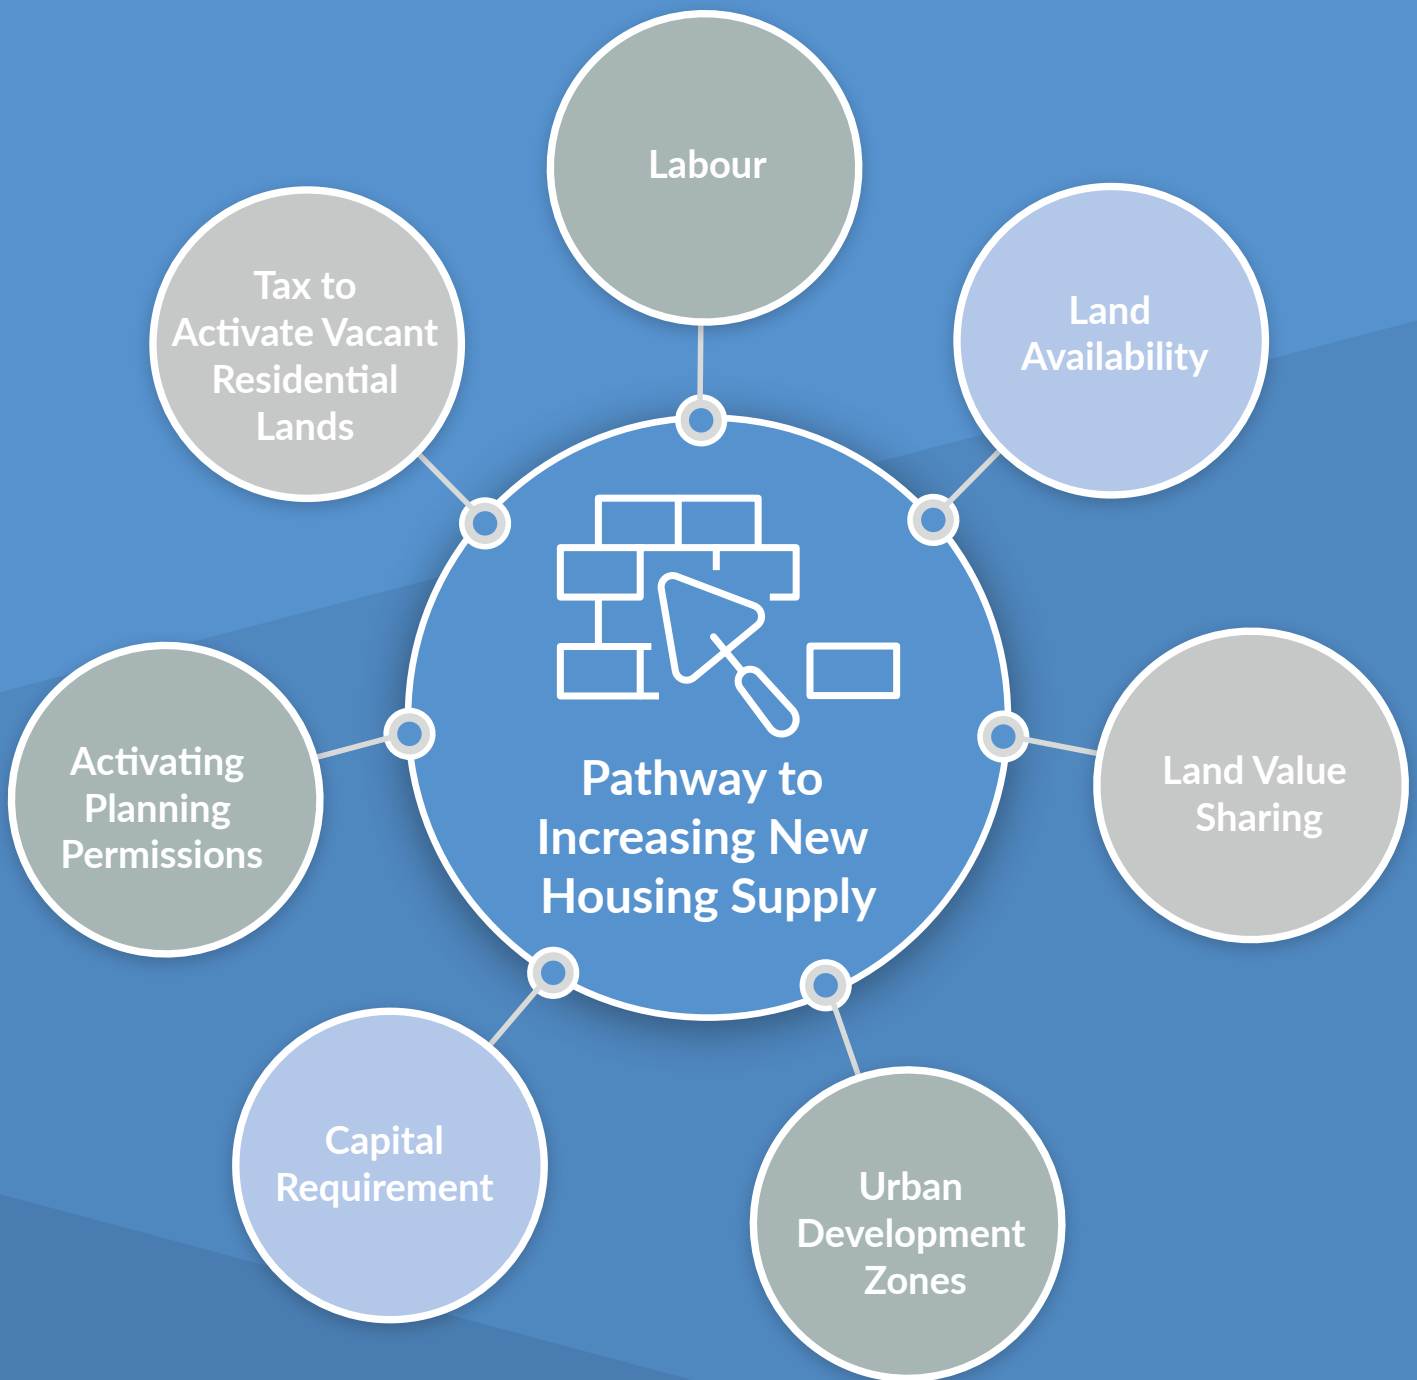 Labour
Tax to
Activate Vacant
Residential
Lands
Land
Availability
Activating
Planning
Permissions
Pathway to
Increasing New
Housing Supply
Land Value
Sharing
Capital
Requirement
Urban
Development
Zones